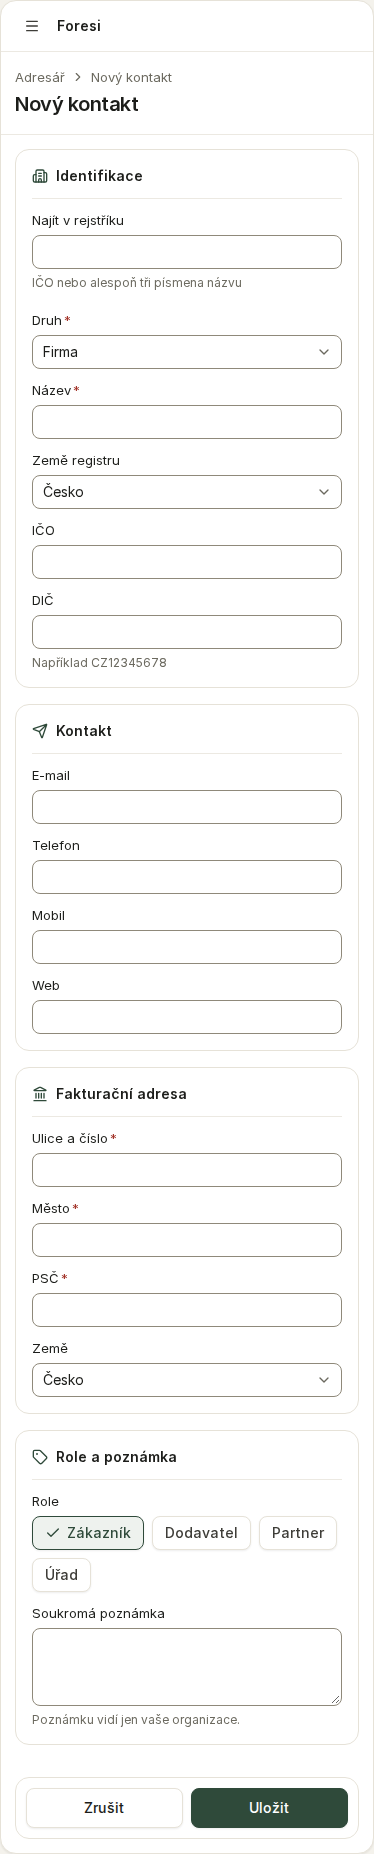 Foresi
Adresář > Nový kontakt
Nový kontakt
Identifikace
Najít v rejstříku
IČO nebo alespoň tři písmena názvu
Druh *
Firma
Název *
Země registru
Česko
IČO
DIČ
Například CZ12345678
Kontakt
E-mail
Telefon
Mobil
Web
Fakturační adresa
Ulice a číslo *
Město *
PSČ *
Země
Česko
Role a poznámka
Role
Zákazník Dodavatel Partner
Úřad
Soukromá poznámka
Poznámku vidí jen vaše organizace.
Zrušit Uložit